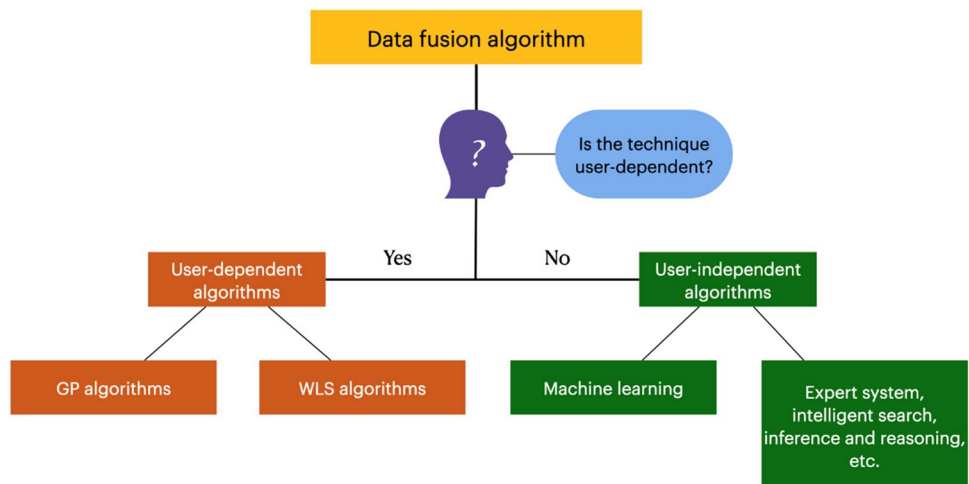 Data fusion algorithm
?
Is the technique
user-dependent?
Yes
No
User-dependent
algorithms
User-independent
algorithms
GP algorithms
WLS algorithms
Machine learning
Expert system,
intelligent search,
inference and reasoning,
etc.